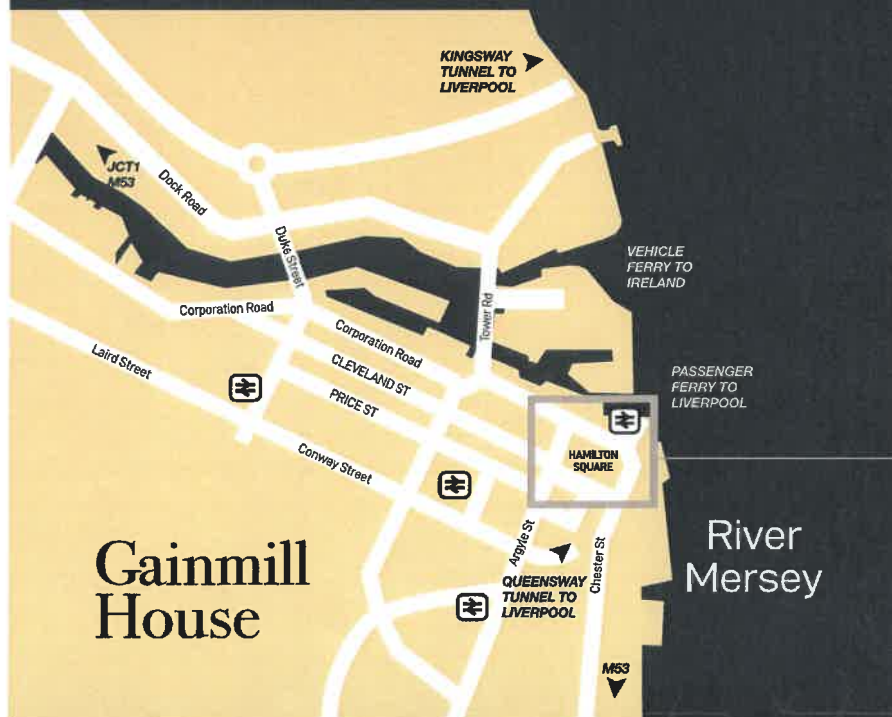 KINGSWAY
TUNNEL TO
LIVERPOOL
JCT1
M53
Dock Road
Duke Street
VEHICLE
FERRY TO
IRELAND
Corporation Road
Tower Rd
Corporation Road
Laird Street
CLEVELAND ST
PRICE ST
PASSENGER
FERRY TO
LIVERPOOL
HAMILTON
SQUARE
Conway Street
Argyle St
Chester St
River
Mersey
Gainmill
House
QUEENSWAY
TUNNEL TO
LIVERPOOL
M53